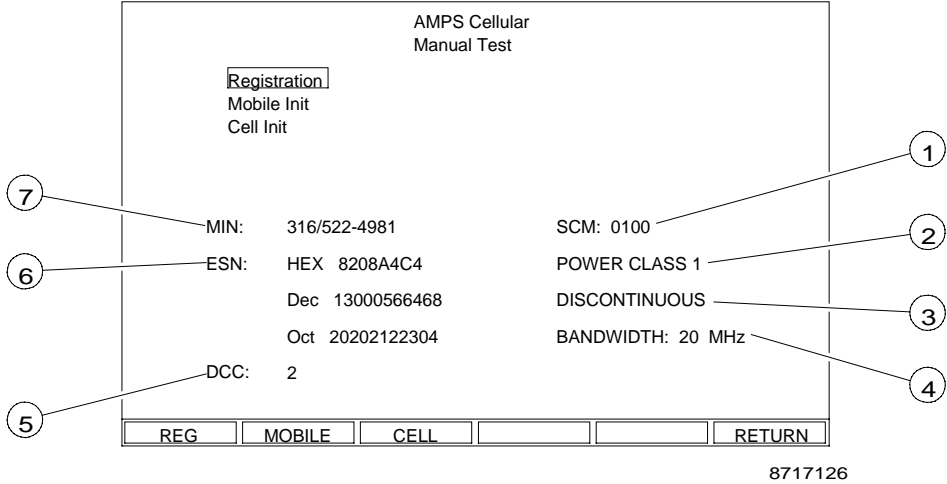 AMPS Cellular
Manual Test
Registration
Mobile Init
Cell Init
1
7
MIN: 316/522-4981 SCM: 0100
2
6
ESN: HEX 8208A4C4 POWER CLASS 1
Dec 13000566468 DISCONTINUOUS
3
Oct 20202122304 BANDWIDTH: 20 MHz
DCC: 2
4
5
REG MOBILE CELL RETURN
8717126